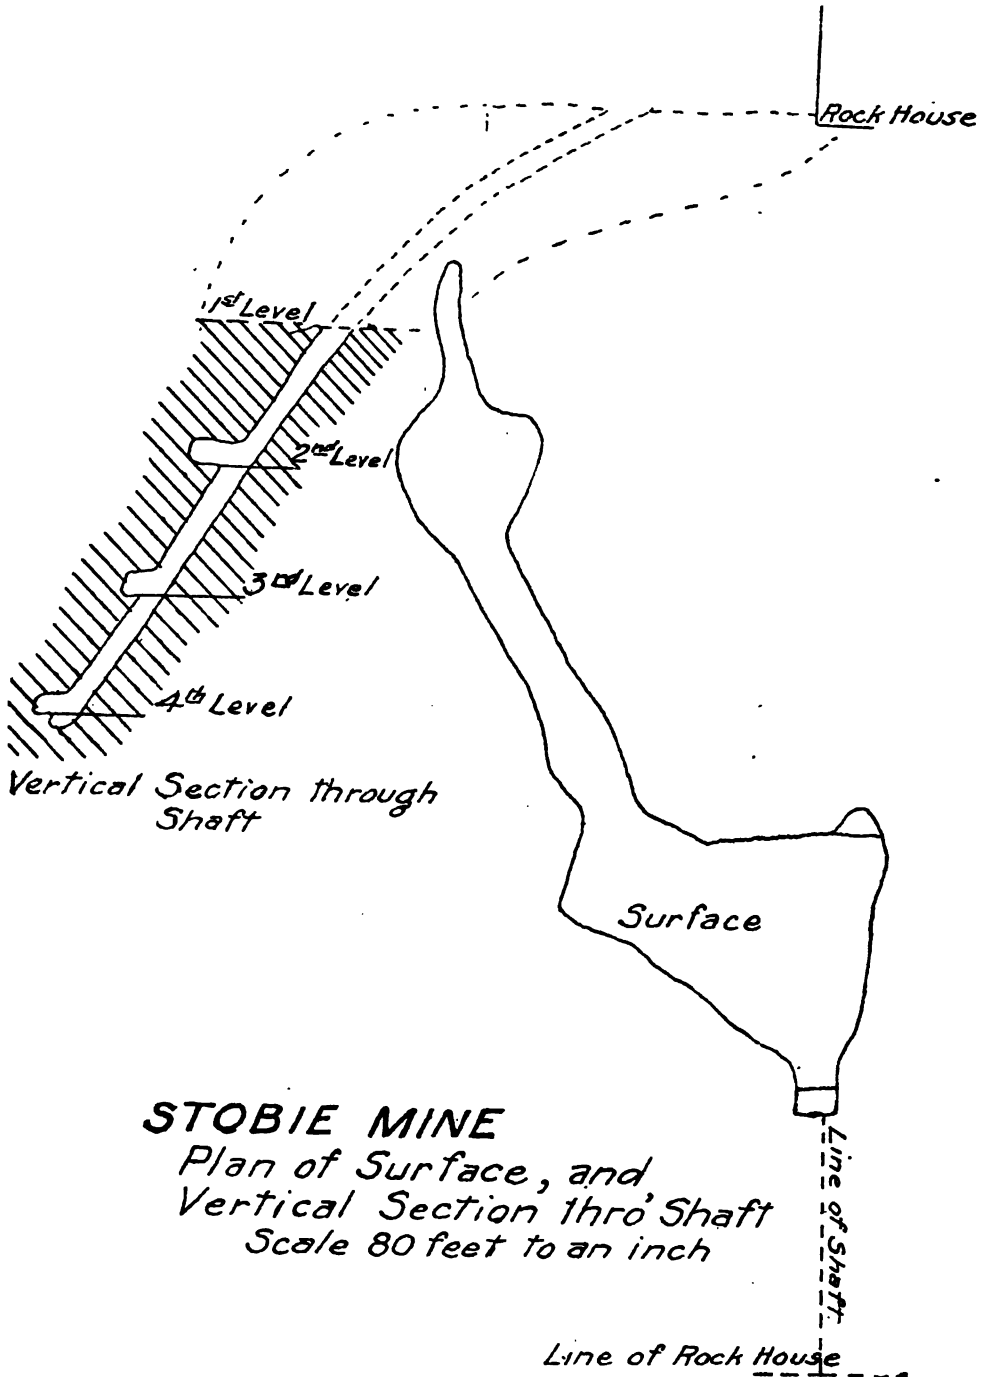 Rock House
1st Level
2nd Level
3rd Level
4th Level
Vertical Section through
Shaft
Surface
STOBIE MINE
Plan of Surface, and
Vertical Section thro' Shaft
Scale 80 feet to an inch
Line of Shaft
Line of Rock House